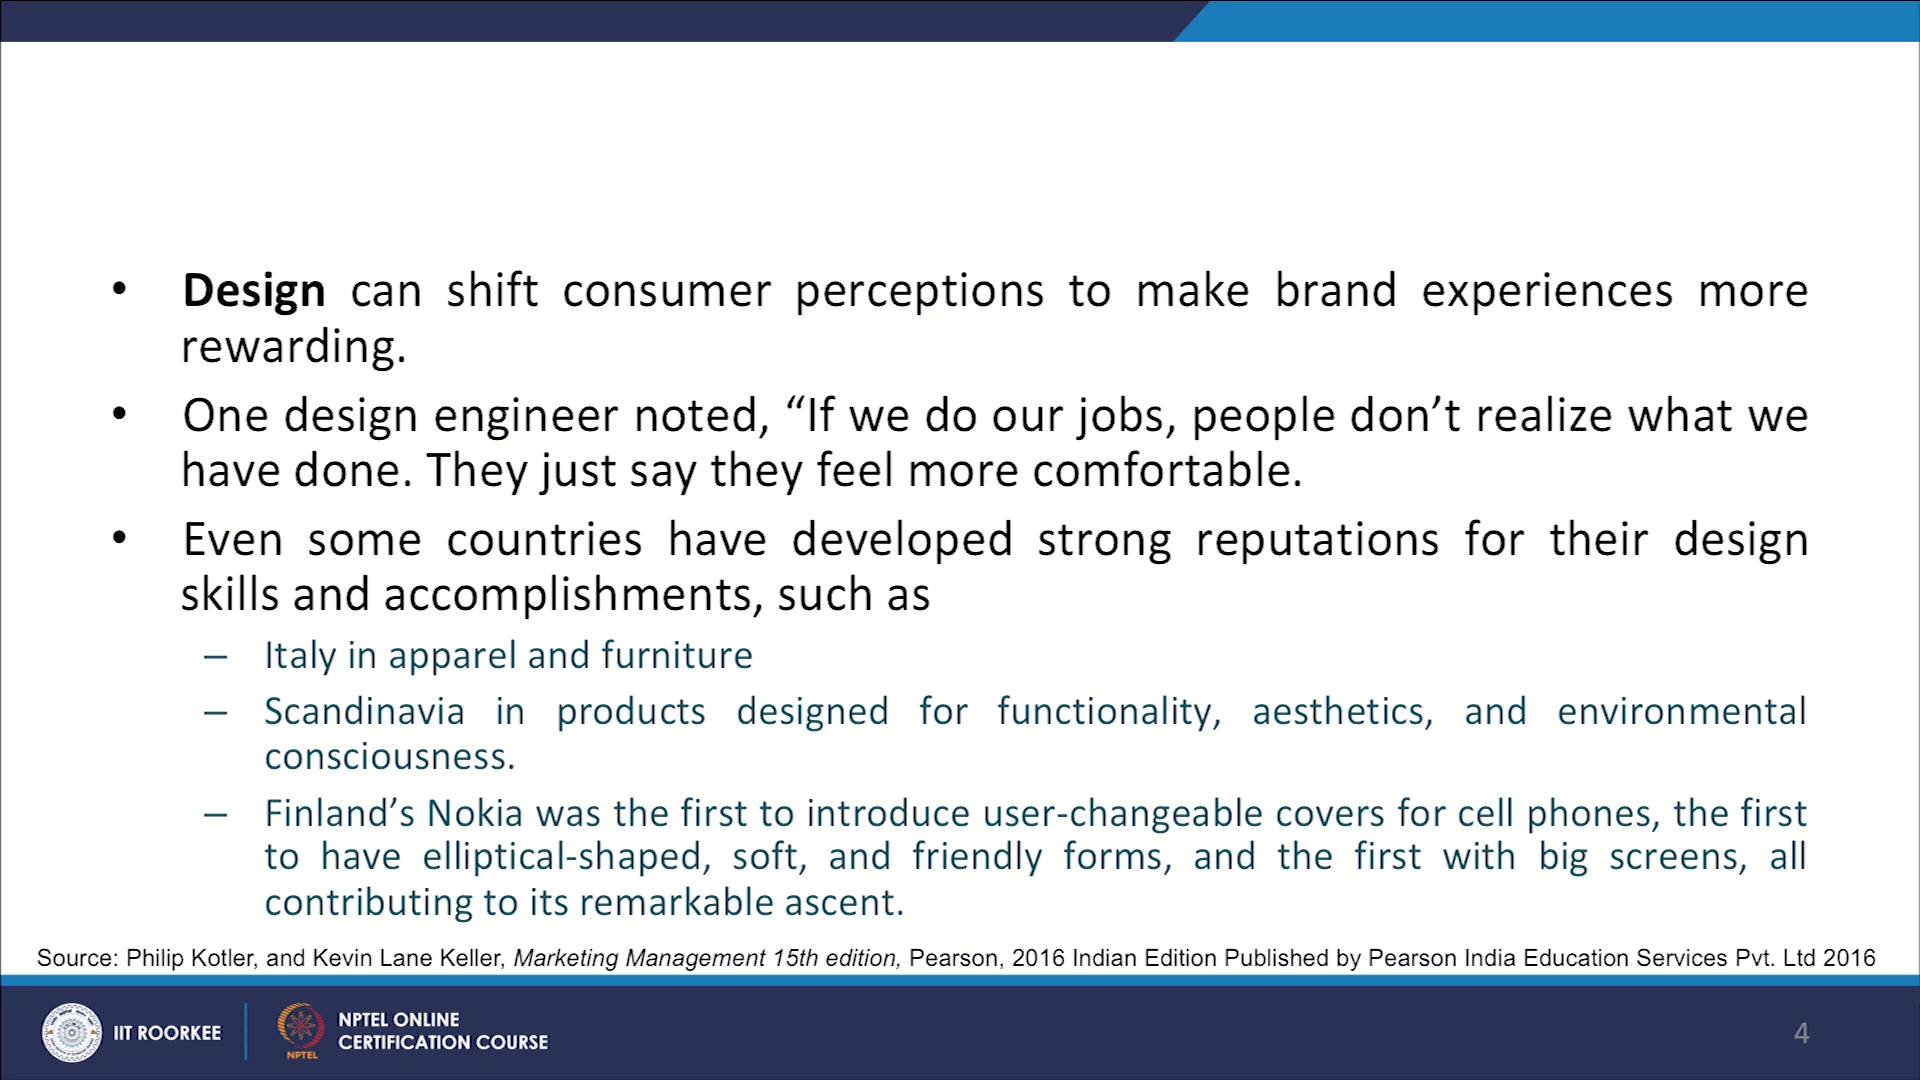 • Design can shift consumer perceptions to make brand experiences more
rewarding.
• One design engineer noted, “If we do our jobs, people don’t realize what we
have done. They just say they feel more comfortable.
• Even some countries have developed strong reputations for their design
skills and accomplishments, such as
– Italy in apparel and furniture
– Scandinavia in products designed for functionality, aesthetics, and environmental
consciousness.
– Finland’s Nokia was the first to introduce user-changeable covers for cell phones, the first
to have elliptical-shaped, soft, and friendly forms, and the first with big screens, all
contributing to its remarkable ascent.
Source: Philip Kotler, and Kevin Lane Keller, Marketing Management 15th edition, Pearson, 2016 Indian Edition Published by Pearson India Education Services Pvt. Ltd 2016
IIT ROORKEE
NPTEL
NPTEL ONLINE
CERTIFICATION COURSE
4